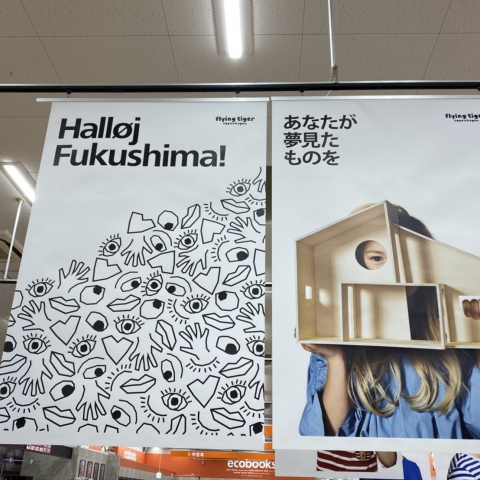 Halløj
Fukushima!
flying tiger
copenhagen
あなたが
夢見た
ものを
flying tiger
copenhagen
ecobooks